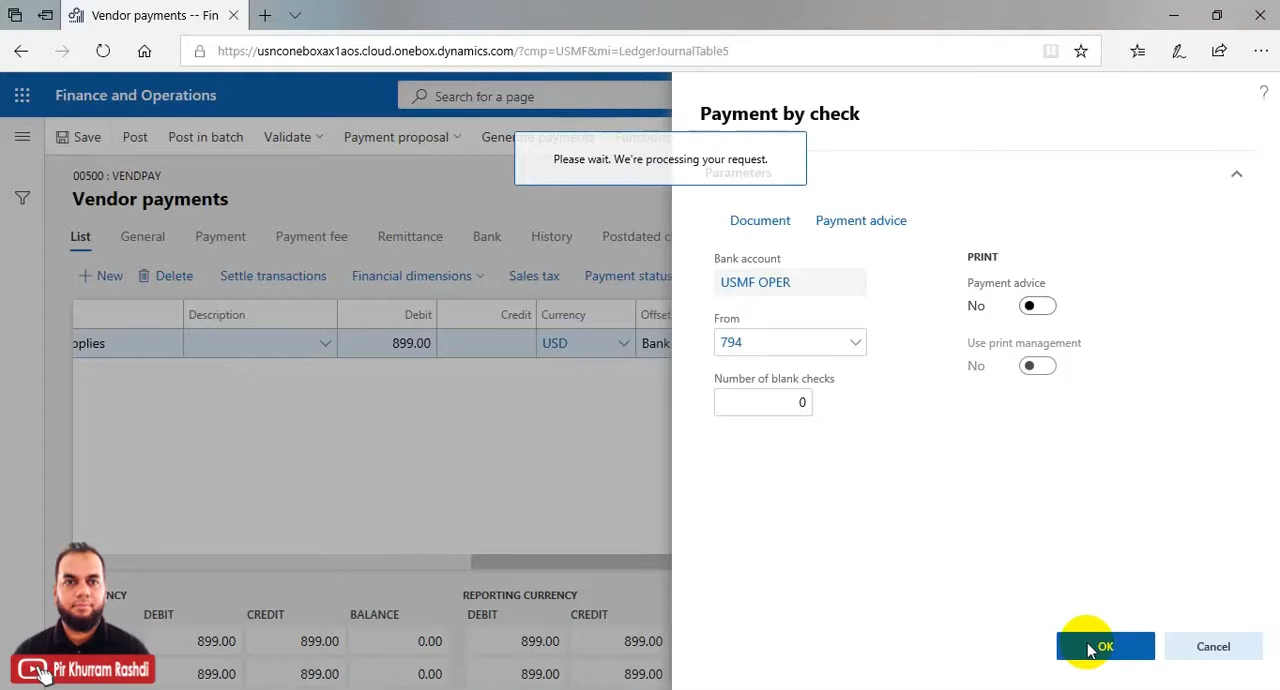 Vendor payments -- Fin
https://usnconeboxax1aos.cloud.onebox.dynamics.com/?cmp=USMF&mi=LedgerJournalTable5
Finance and Operations
Search for a page
Payment by check
?
Save Post Post in batch Validate Payment proposal Generate payments Functions
Please wait. We're processing your request.
Parameters
00500 : VENDPAY
Vendor payments
Document Payment advice
List General Payment Payment fee Remittance Bank History Postdated c
Bank account
USMF OPER
PRINT
Payment advice
No
New Delete Settle transactions Financial dimensions Sales tax Payment status
From
794
Use print management
No
Description Debit Credit Currency Offset
pplies 899.00 USD Bank
Number of blank checks
0
NCY REPORTING CURRENCY
DEBIT CREDIT BALANCE DEBIT CREDIT
899.00 899.00 0.00 899.00 899.00
899.00 899.00 0.00 899.00 899.00
OK Cancel
Pir Khurram Rashdi